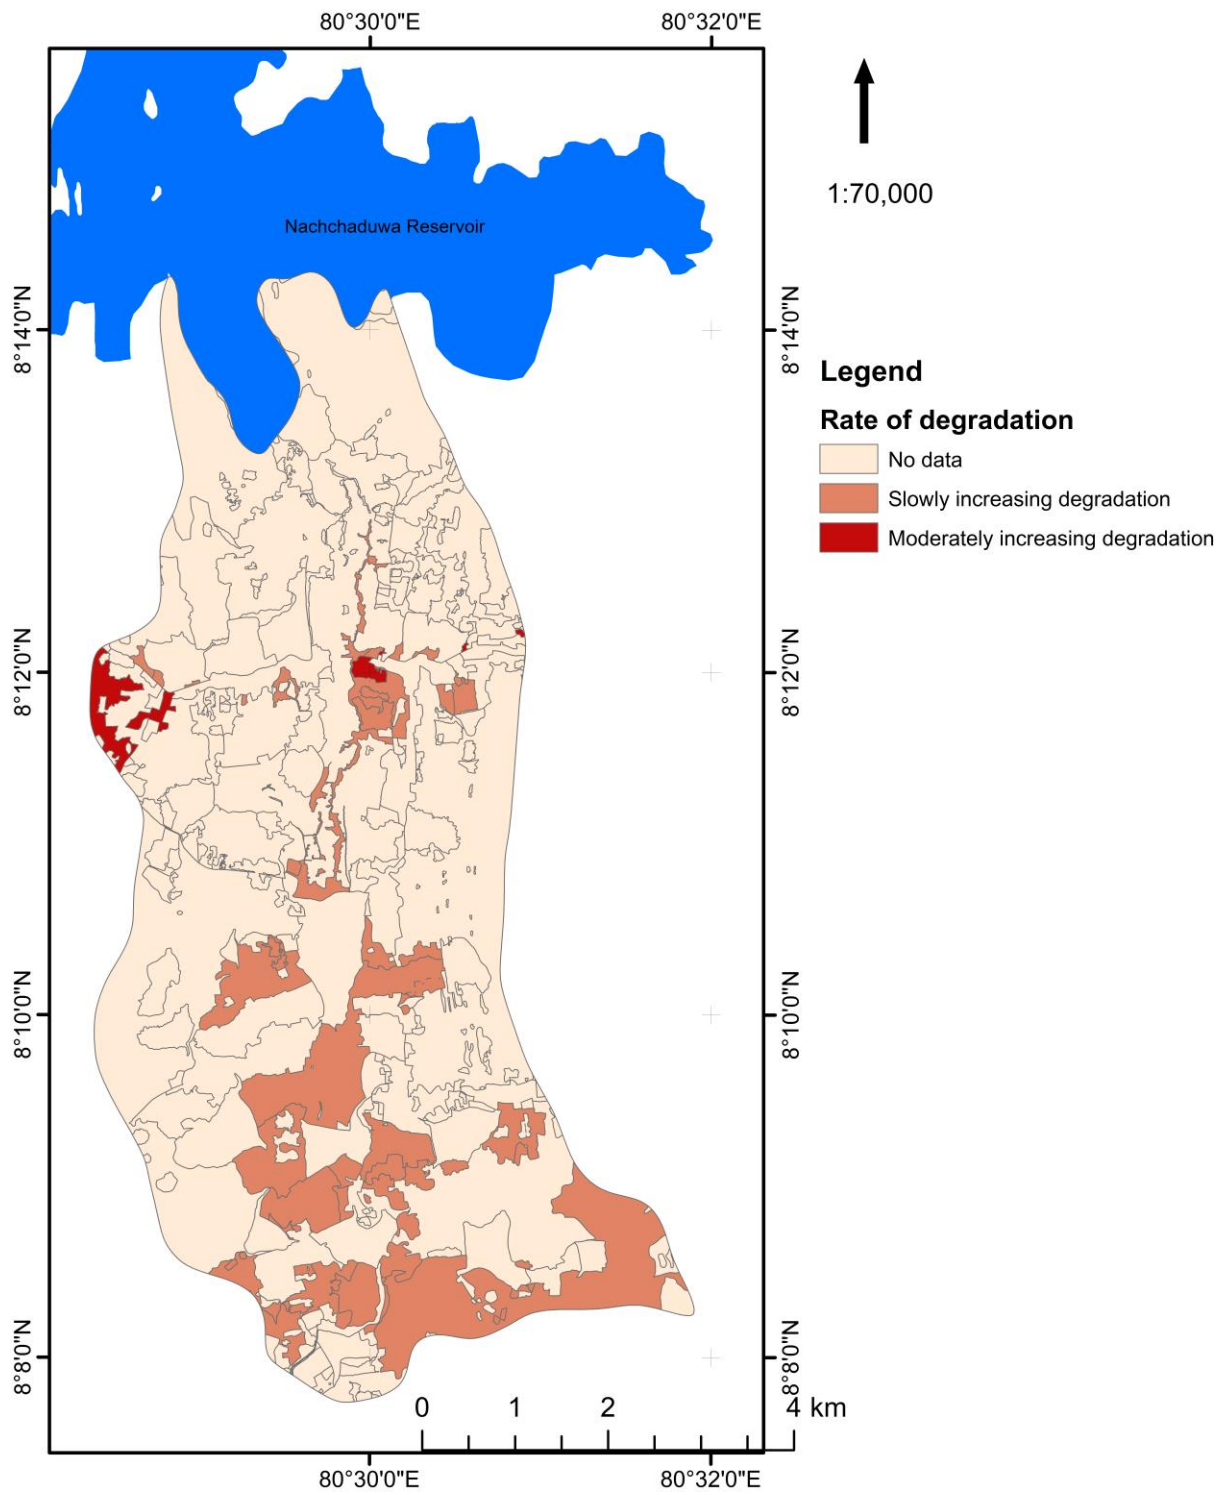 80°30'0"E 80°32'0"E
1:70,000
Nachchaduwa Reservoir
8°14'0"N 8°14'0"N
Legend
Rate of degradation
No data
Slowly increasing degradation
Moderately increasing degradation
8°12'0"N 8°12'0"N
8°10'0"N 8°10'0"N
8°8'0"N 8°8'0"N
0 1 2 4 km
80°30'0"E 80°32'0"E